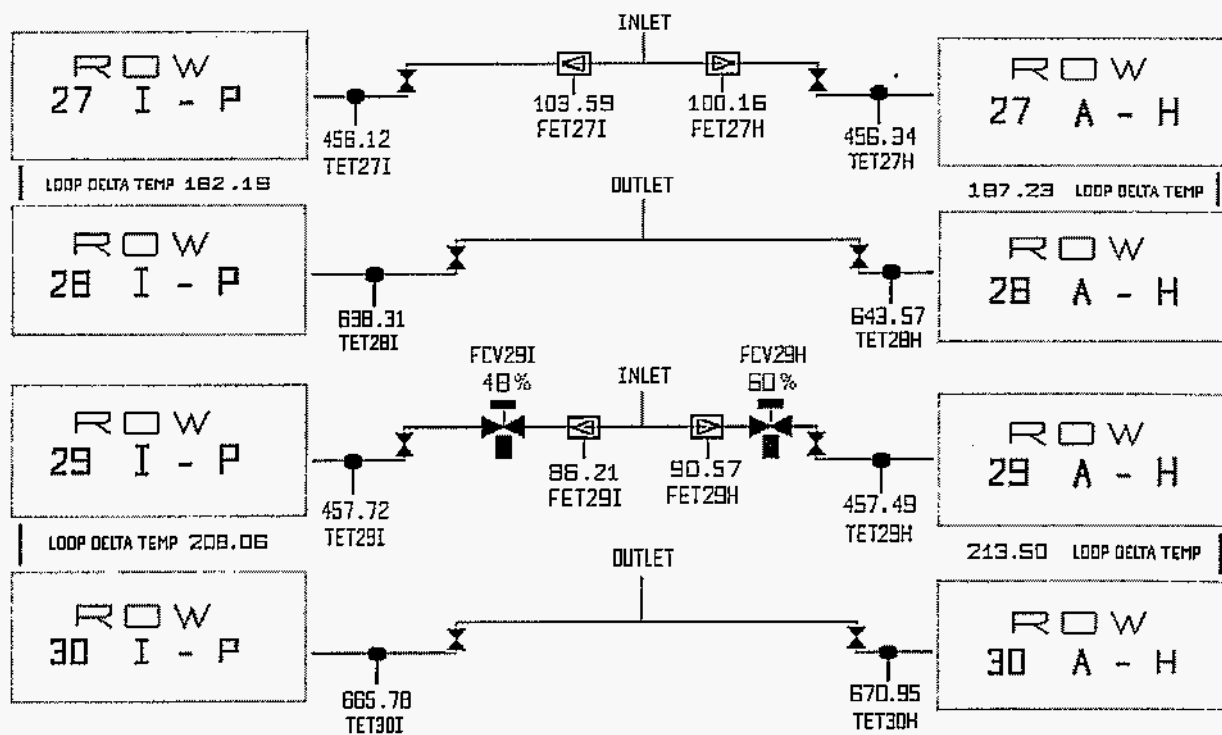 INLET
ROW
27 I - P
103.59
FET27I
100.16
FET27H
ROW
27 A - H
456.12
TET27I
456.34
TET27H
LOOP DELTA TEMP 182.19
OUTLET
187.23 LOOP DELTA TEMP
ROW
28 I - P
ROW
28 A - H
638.31
TET28I
643.57
TET28H
FCV29I
48%
INLET
FCV29H
60%
ROW
29 I - P
86.21
FET29I
90.57
FET29H
ROW
29 A - H
457.72
TET29I
457.49
TET29H
LOOP DELTA TEMP 208.06
OUTLET
213.50 LOOP DELTA TEMP
ROW
30 I - P
ROW
30 A - H
665.78
TET30I
670.95
TET30H